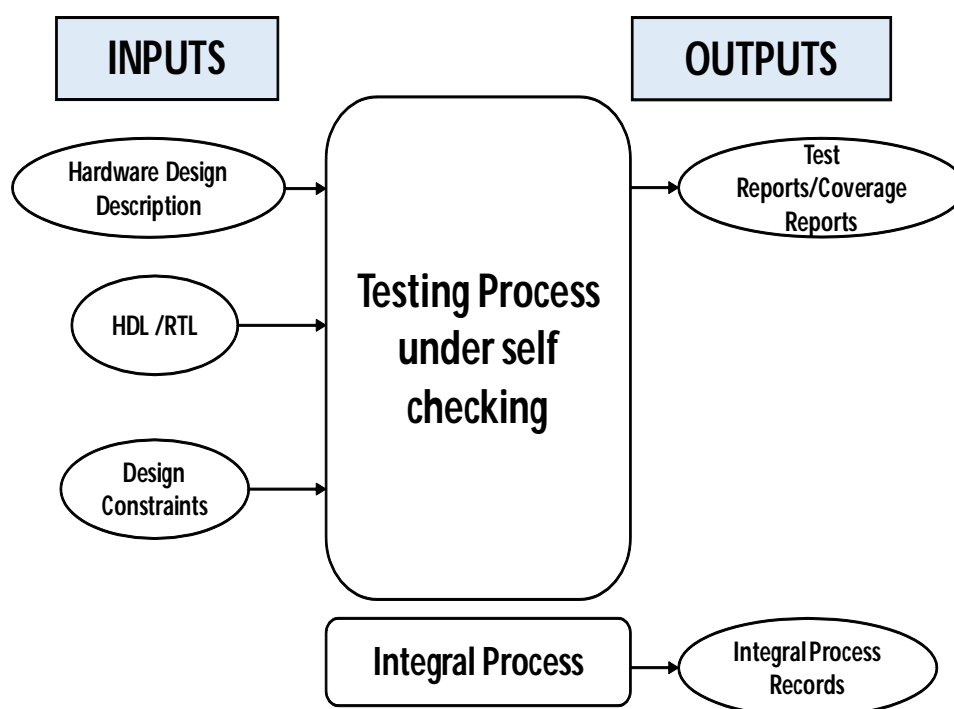 INPUTS
OUTPUTS
Hardware Design
Description
Test
Reports/Coverage
Reports
HDL /RTL
Testing Process
under self
checking
Design
Constraints
Integral Process
Integral Process
Records